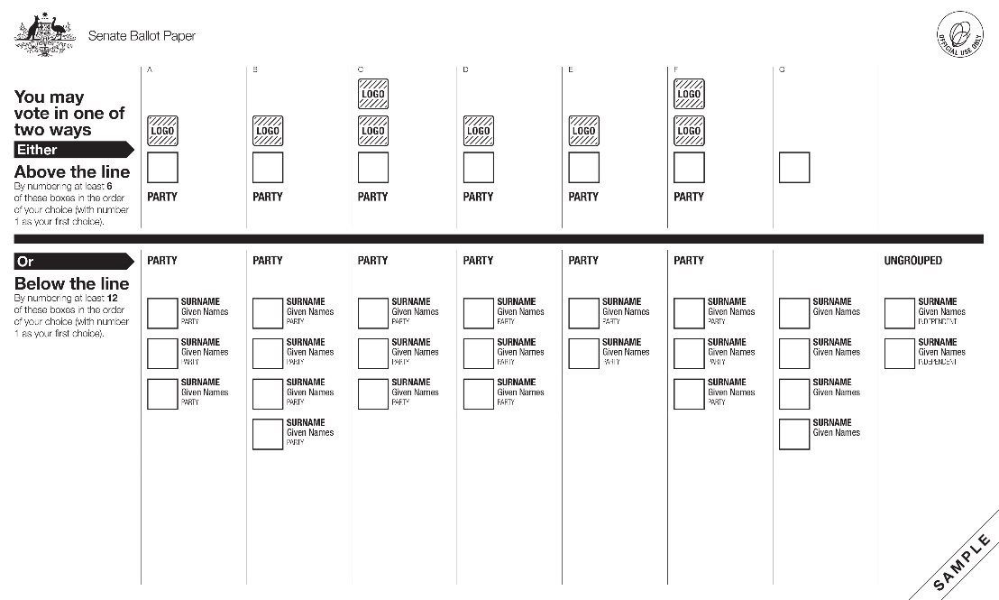 Senate Ballot Paper
OFFICIAL USE ONLY
You may
vote in one of
two ways
Either
Above the line
By numbering at least 6
of these boxes in the order
of your choice (with number
1 as your first choice).
A B C D E F G
LOGO LOGO
LOGO LOGO LOGO LOGO LOGO LOGO
PARTY PARTY PARTY PARTY PARTY PARTY
Or
Below the line
By numbering at least 12
of these boxes in the order
of your choice (with number
1 as your first choice).
PARTY PARTY PARTY PARTY PARTY PARTY UNGROUPED
SURNAME SURNAME SURNAME SURNAME SURNAME SURNAME SURNAME SURNAME
Given Names Given Names Given Names Given Names Given Names Given Names Given Names Given Names
PARTY PARTY PARTY PARTY PARTY PARTY INDEPENDENT
SURNAME SURNAME SURNAME SURNAME SURNAME SURNAME SURNAME SURNAME
Given Names Given Names Given Names Given Names Given Names Given Names Given Names Given Names
PARTY PARTY PARTY PARTY PARTY PARTY INDEPENDENT
SURNAME SURNAME SURNAME SURNAME SURNAME SURNAME
Given Names Given Names Given Names Given Names Given Names Given Names
PARTY PARTY PARTY PARTY PARTY
SURNAME SURNAME
Given Names Given Names
PARTY
SAMPLE